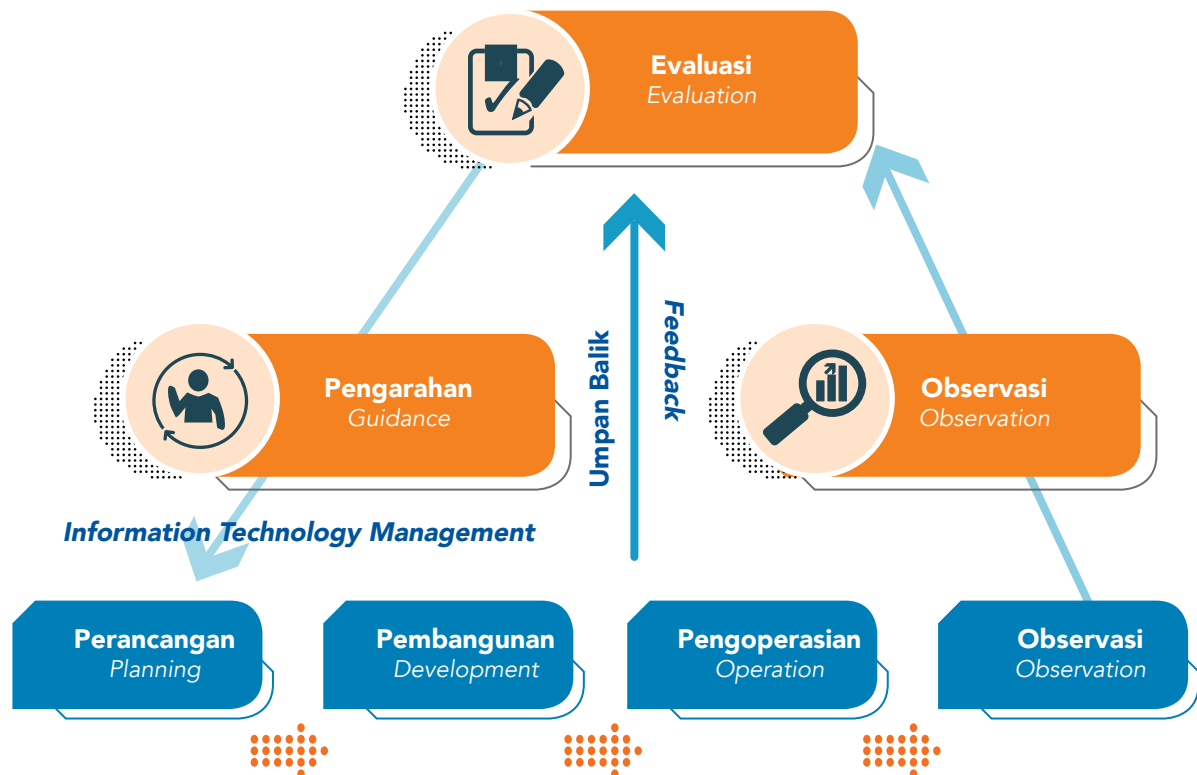 Evaluasi
Evaluation
Pengarahan
Guidance
Umpan Balik
Feedback
Observasi
Observation
Information Technology Management
Perancangan
Planning
Pembangunan
Development
Pengoperasian
Operation
Observasi
Observation